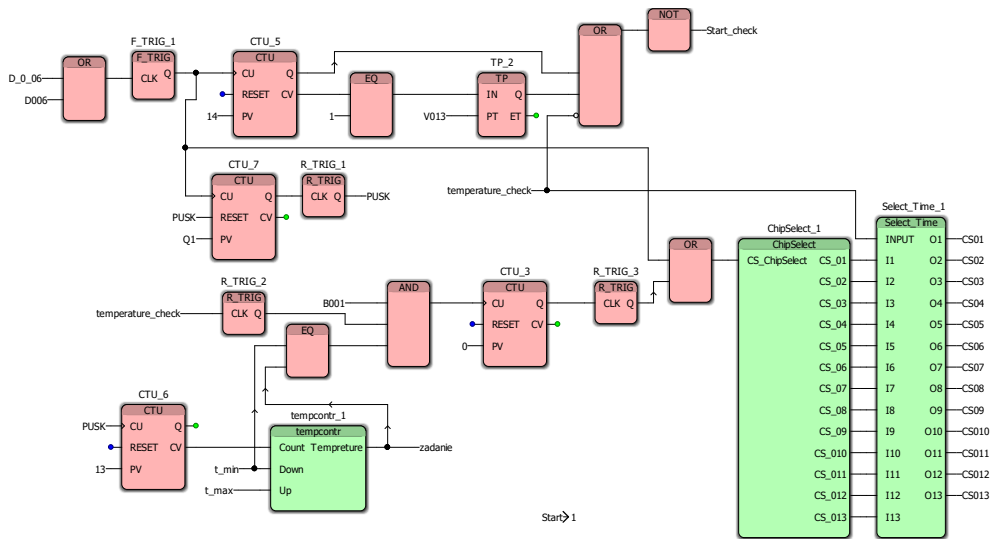 OR
D_0_06
D006
F_TRIG_1
F_TRIG
CLK Q
CTU_5
CTU
CU Q
RESET CV
14 PV
EQ
1
TP_2
TP
IN Q
V013 PT ET
OR
NOT
Start_check
CTU_7
CTU
CU Q
PUSK RESET CV
Q1 PV
R_TRIG_1
R_TRIG
CLK Q PUSK
temperature_check
R_TRIG_2
R_TRIG
temperature_check CLK Q
B001
AND
EQ
CTU_3
CTU
CU Q
RESET CV
0 PV
R_TRIG_3
R_TRIG
CLK Q
OR
CTU_6
CTU
PUSK CU Q
RESET CV
13 PV
tempcontr_1
tempcontr
Count Tempreture zadanie
t_min Down
t_max Up
Start 1
ChipSelect_1
ChipSelect
CS_ChipSelect CS_01
CS_02
CS_03
CS_04
CS_05
CS_06
CS_07
CS_08
CS_09
CS_010
CS_011
CS_012
CS_013
Select_Time_1
Select_Time
INPUT O1 CS01
I1 O2 CS02
I2 O3 CS03
I3 O4 CS04
I4 O5 CS05
I5 O6 CS06
I6 O7 CS07
I7 O8 CS08
I8 O9 CS09
I9 O10 CS010
I10 O11 CS011
I11 O12 CS012
I12 O13 CS013
I13